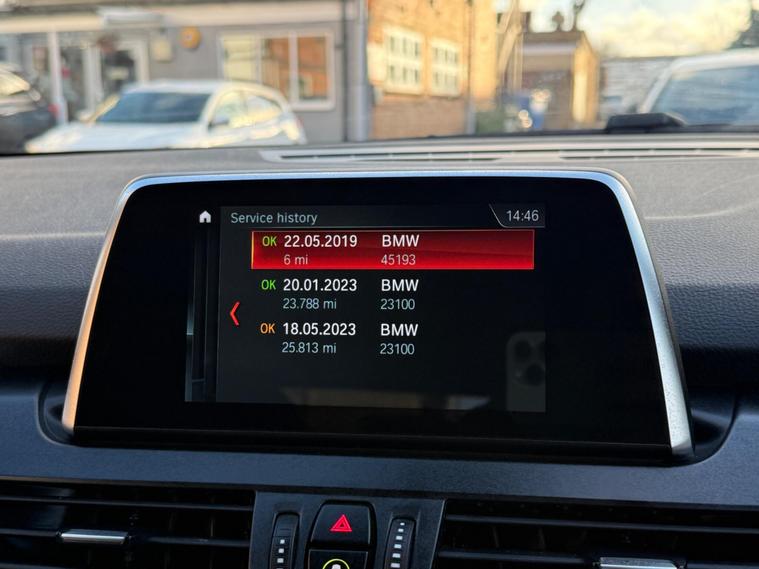 Service history
14:46
OK 22.05.2019 BMW
6 mi 45193
OK 20.01.2023 BMW
23.788 mi 23100
OK 18.05.2023 BMW
25.813 mi 23100